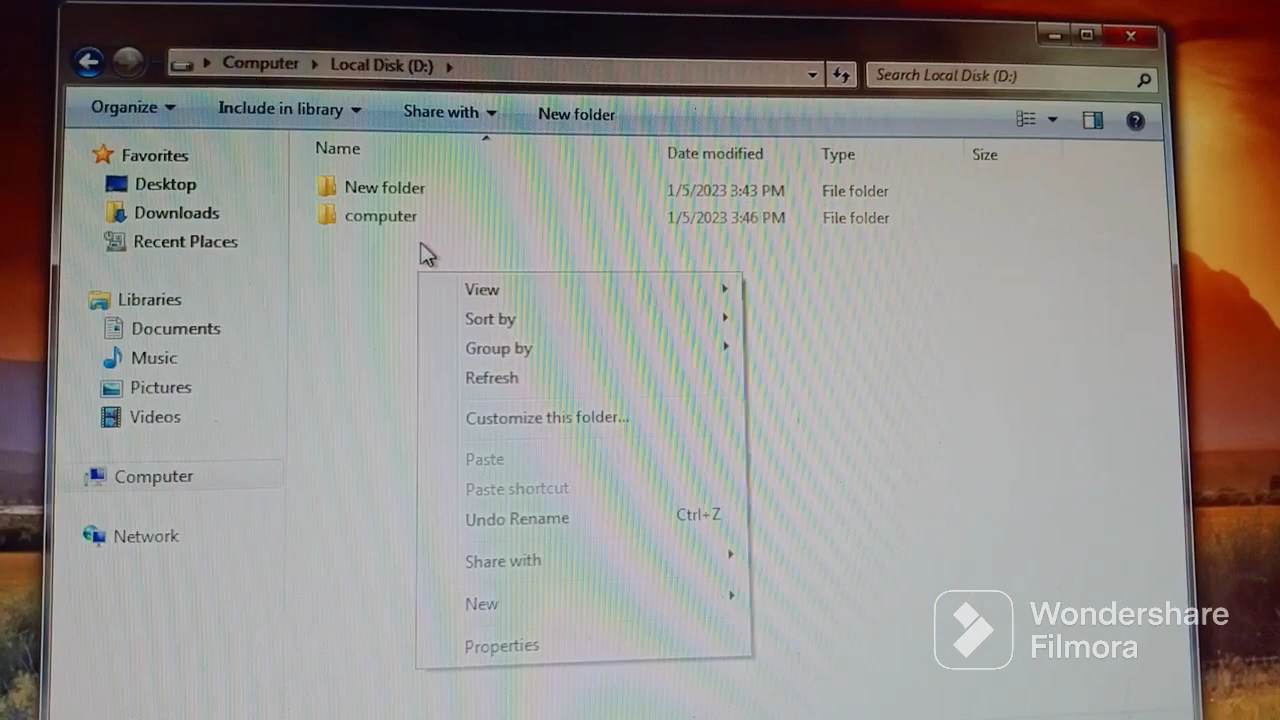 Computer Local Disk (D:)
Search Local Disk (D:)
Organize Include in library Share with New folder
Name Date modified Type Size
New folder 1/5/2023 3:43 PM File folder
computer 1/5/2023 3:46 PM File folder
Favorites
Desktop
Downloads
Recent Places
Libraries
Documents
Music
Pictures
Videos
Computer
Network
View
Sort by
Group by
Refresh
Customize this folder...
Paste
Paste shortcut
Undo Rename Ctrl+Z
Share with
New
Properties
Wondershare
Filmora